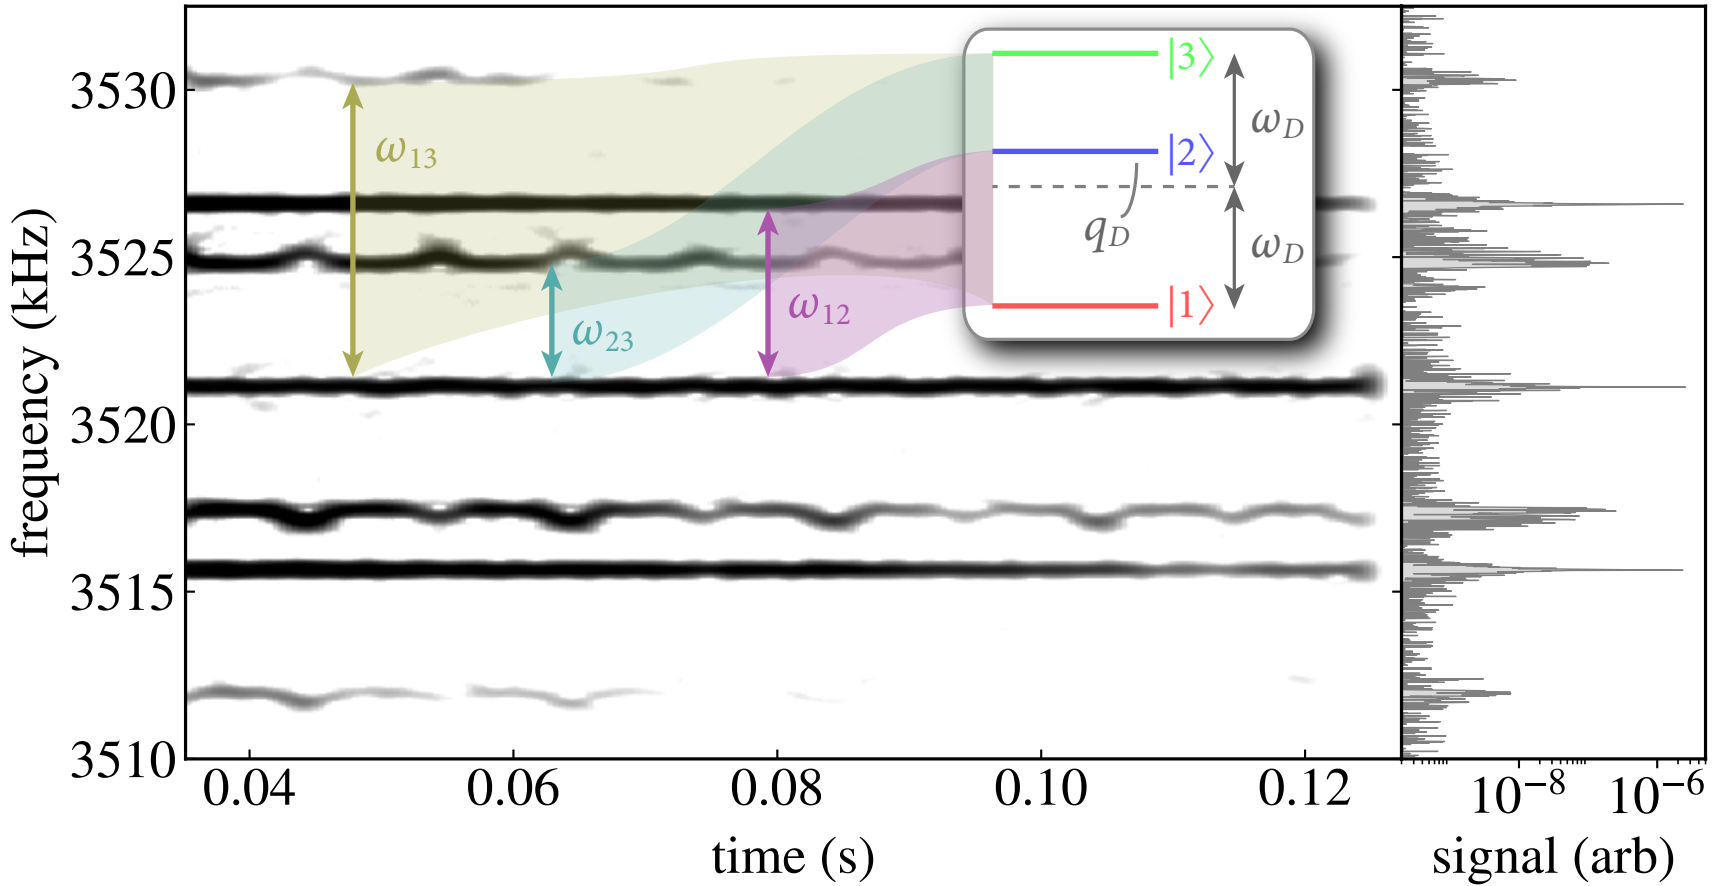 frequency (kHz)
3530
3525
3520
3515
3510
ω13
ω23
ω12
|3⟩
|2⟩
|1⟩
ωD
ωD
qD
0.04 0.06 0.08 0.10 0.12
time (s)
10−8 10−6
signal (arb)